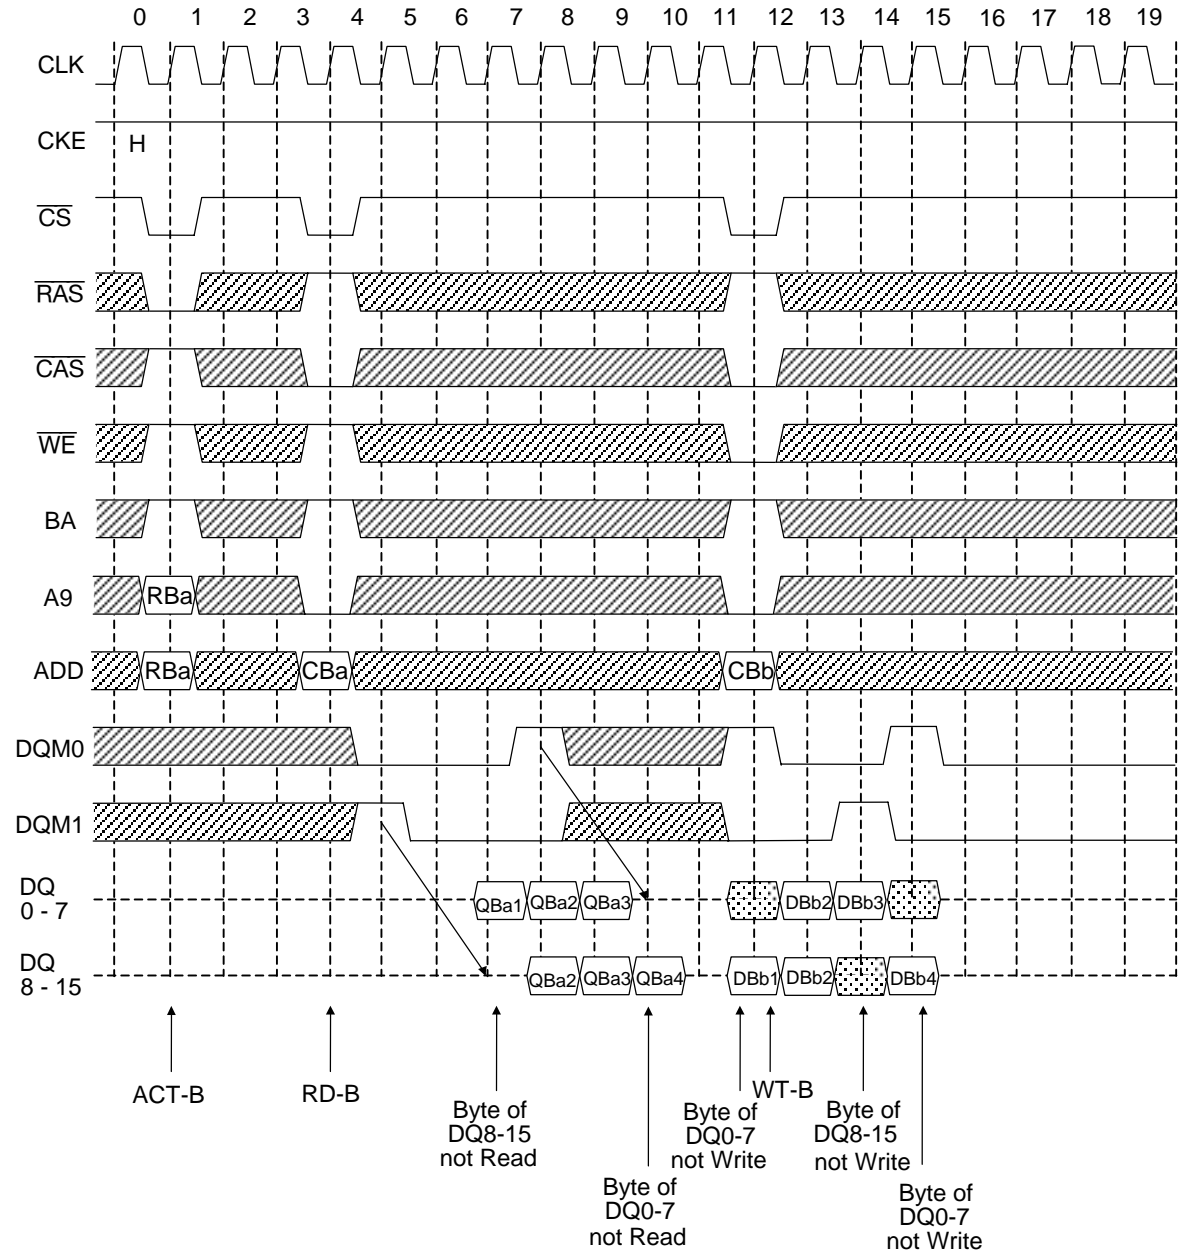 0 1 2 3 4 5 6 7 8 9 10 11 12 13 14 15 16 17 18 19
CLK
CKE H
CS
RAS
CAS
WE
BA
A9 RBa
ADD RBa CBa CBb
DQM0
DQM1
DQ
0 - 7
QBa1 QBa2 QBa3 DBb2 DBb3
DQ
8 - 15
QBa2 QBa3 QBa4 DBb1 DBb2 DBb4
ACT-B
RD-B
WT-B
Byte of
DQ8-15
not Read
Byte of
DQ0-7
not Read
Byte of
DQ0-7
not Write
Byte of
DQ8-15
not Write
Byte of
DQ0-7
not Write